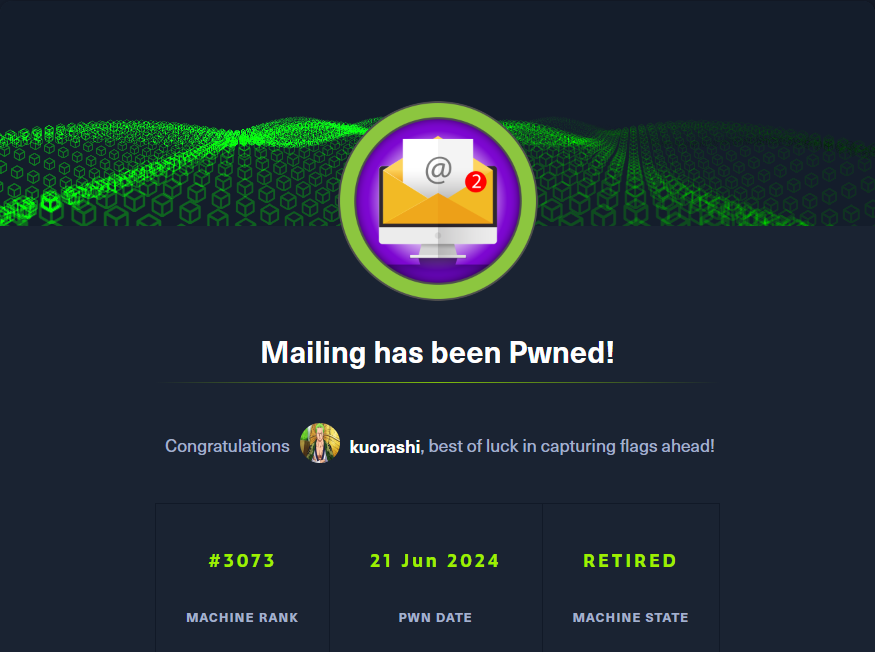 @
2
Mailing has been Pwned!
Congratulations kuorashi, best of luck in capturing flags ahead!
#3073 21 Jun 2024 RETIRED
MACHINE RANK PWN DATE MACHINE STATE